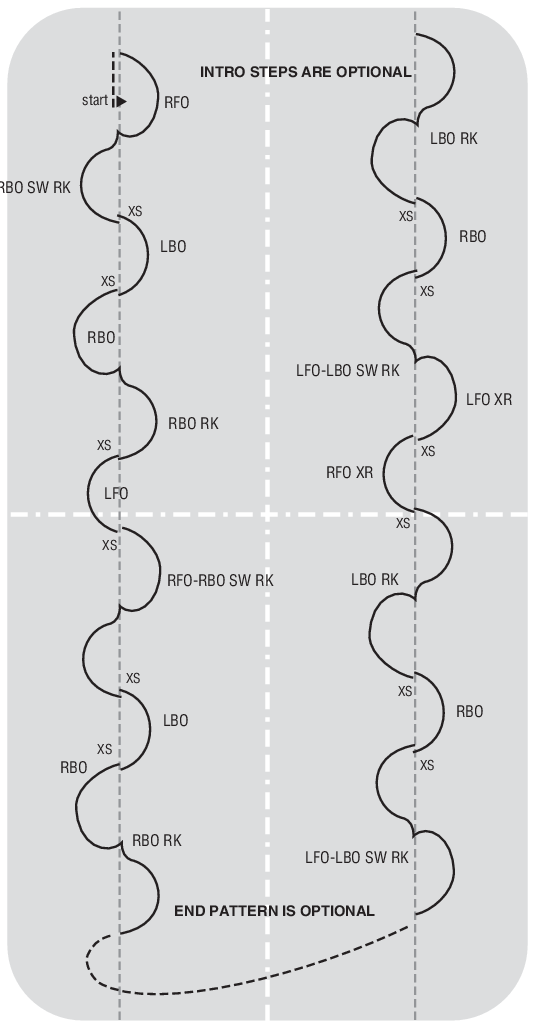 INTRO STEPS ARE OPTIONAL
start
RFO
RBO SW RK
XS
LBO
XS
RBO
RBO RK
XS
LFO
XS
RFO-RBO SW RK
XS
LBO
XS
RBO
RBO RK
END PATTERN IS OPTIONAL
LBO RK
XS
RBO
XS
LFO-LBO SW RK
LFO XR
XS
RFO XR
XS
LBO RK
XS
RBO
XS
LFO-LBO SW RK